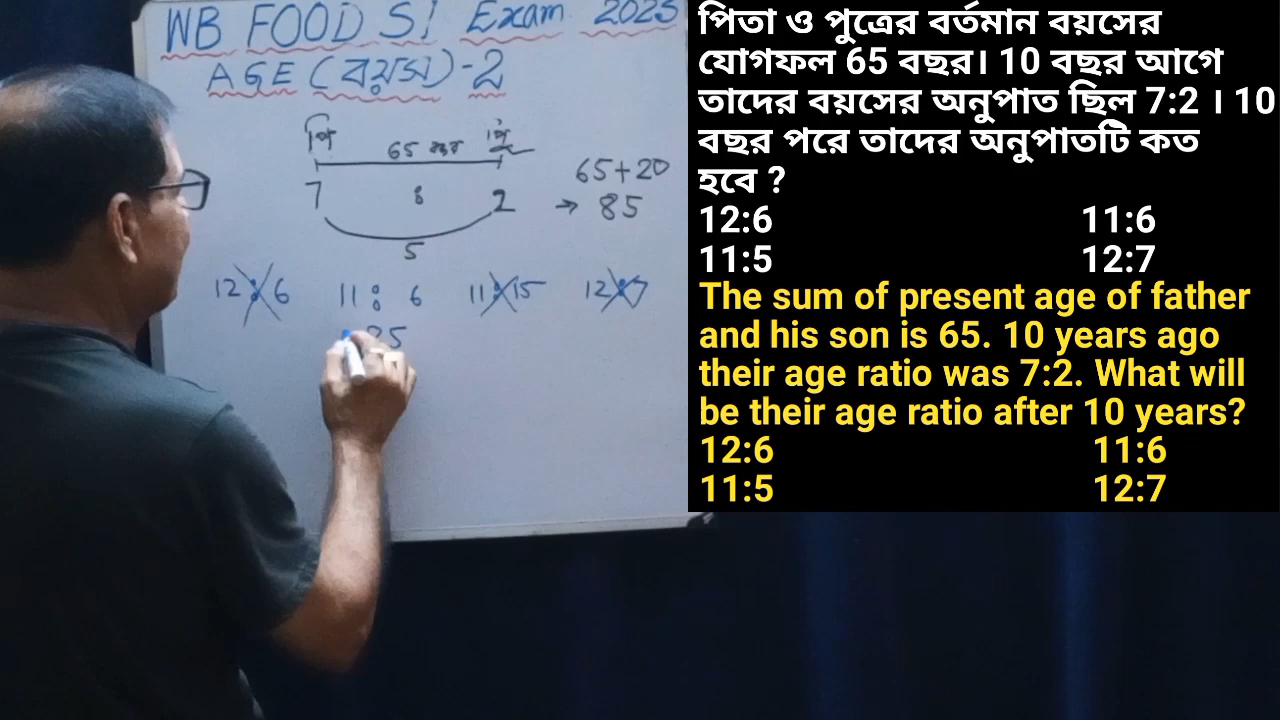 WB FOOD SI Exam 2025
AGE (বয়স)-2
পি পু
65 বছর
7 : 2
5
65+20
→ 85
12:6 11:6 11:15 12:7
85
পিতা ও পুত্রের বর্তমান বয়সের
যোগফল 65 বছর। 10 বছর আগে
তাদের বয়সের অনুপাত ছিল 7:2 । 10
বছর পরে তাদের অনুপাতটি কত
হবে ?
12:6 11:6
11:5 12:7
The sum of present age of father
and his son is 65. 10 years ago
their age ratio was 7:2. What will
be their age ratio after 10 years?
12:6 11:6
11:5 12:7